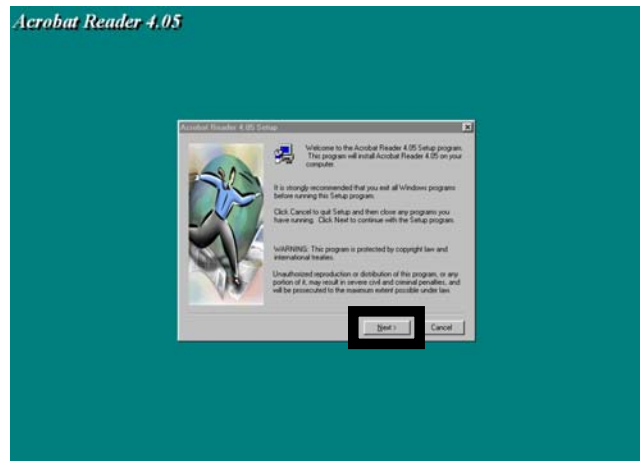 Acrobat Reader 4.05
Acrobat Reader 4.05 Setup
Welcome to the Acrobat Reader 4.05 Setup program.
This program will install Acrobat Reader 4.05 on your
computer.
It is strongly recommended that you exit all Windows programs
before running this Setup program.
Click Cancel to quit Setup and then close any programs you
have running. Click Next to continue with the Setup program.
WARNING: This program is protected by copyright law and
international treaties.
Unauthorized reproduction or distribution of this program, or any
portion of it, may result in severe civil and criminal penalties, and
will be prosecuted to the maximum extent possible under law.
Next >
Cancel